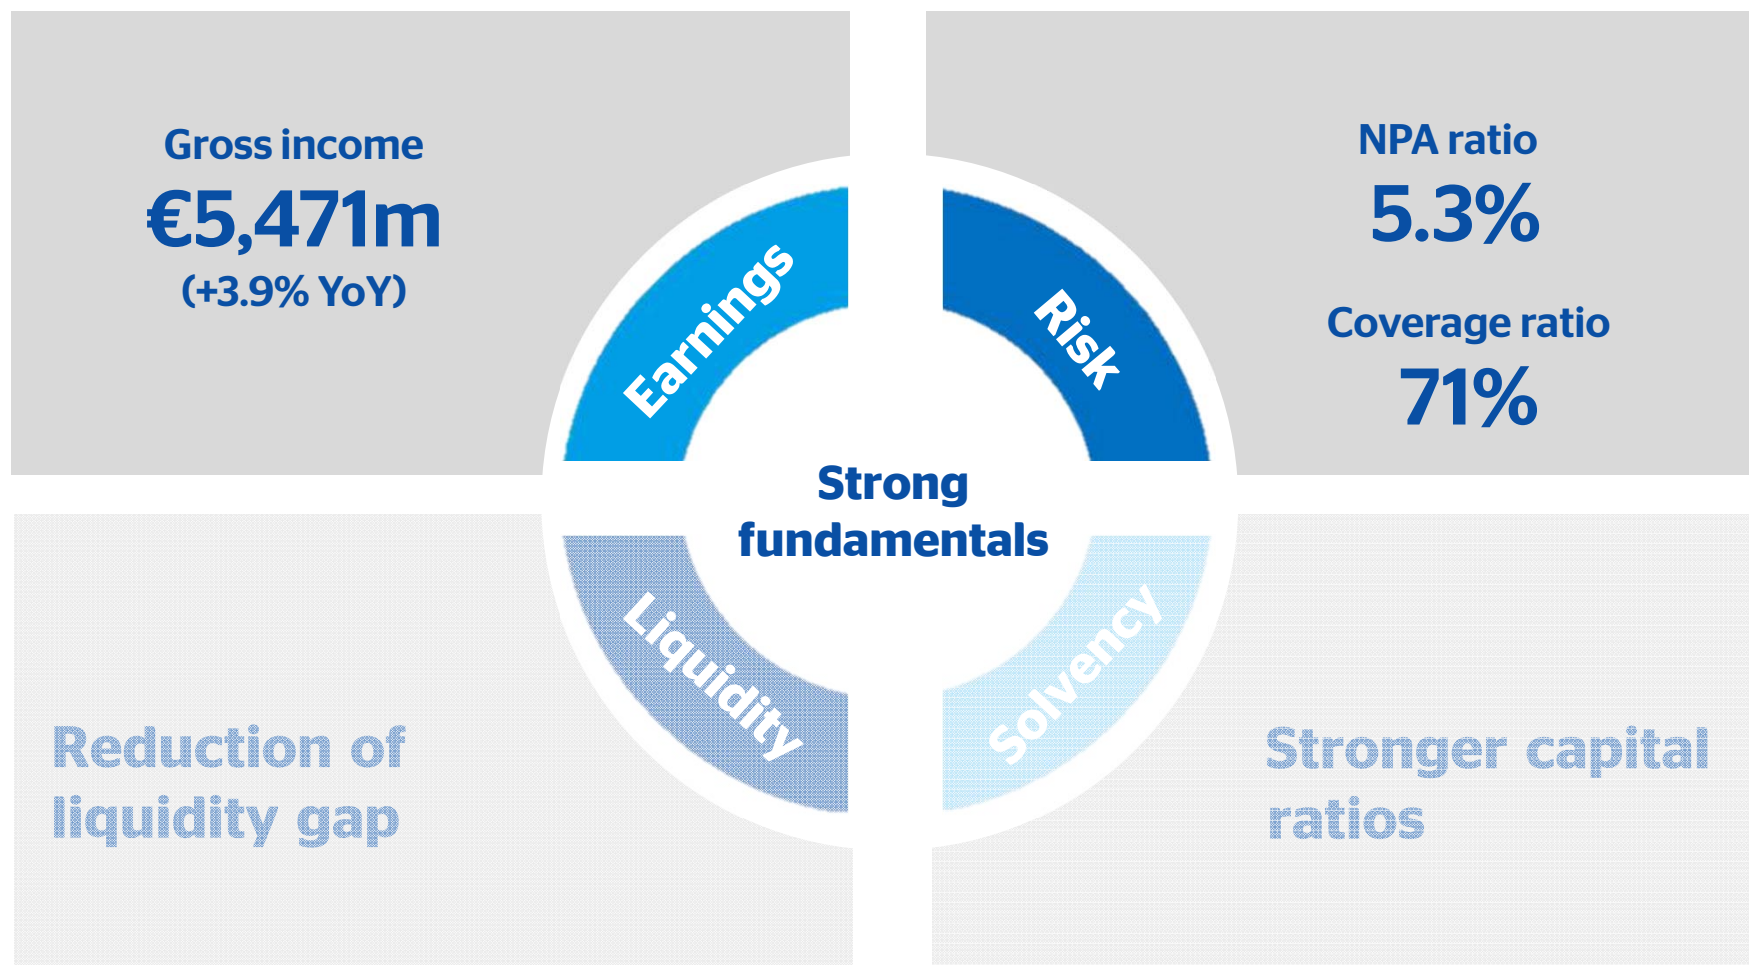 Gross income
€5,471m
(+3.9% YoY)
NPA ratio
5.3%
Coverage ratio
71%
Earnings
Risk
Strong
fundamentals
Liquidity
Solvency
Reduction of
liquidity gap
Stronger capital
ratios